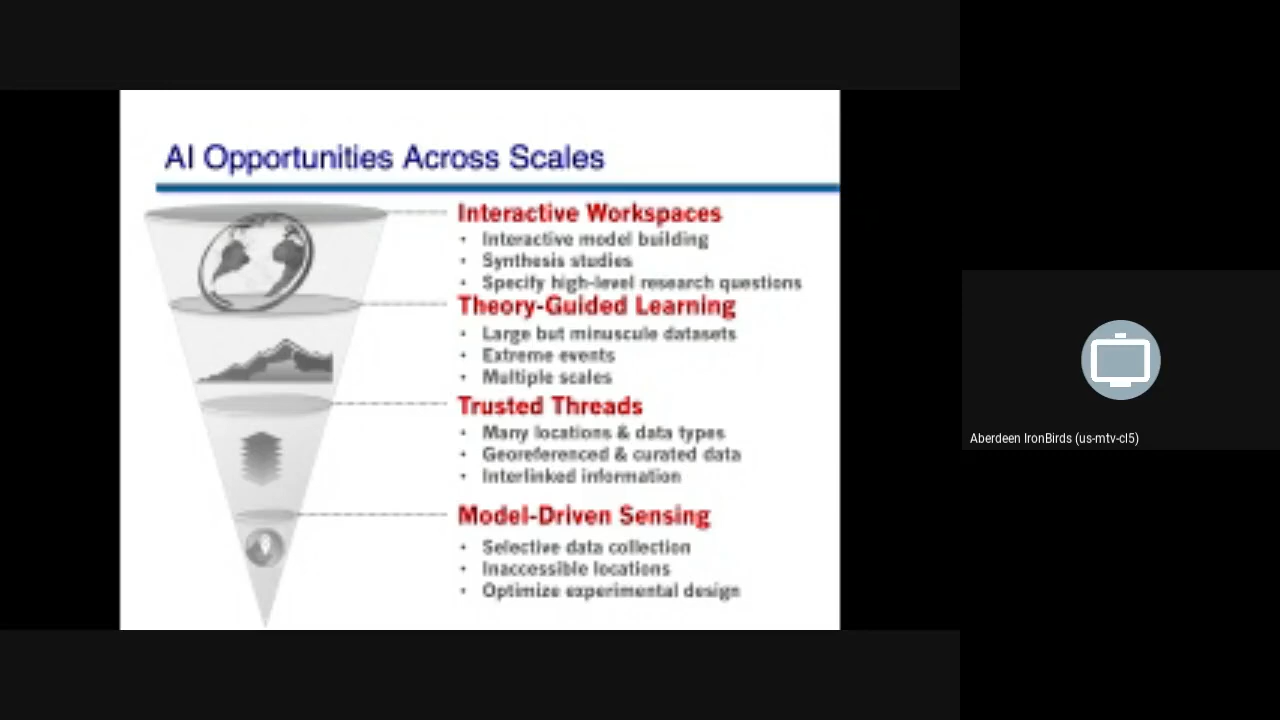 AI Opportunities Across Scales
Interactive Workspaces
• Interactive model building
• Synthesis studies
• Specify high-level research questions
Theory-Guided Learning
• Large but minuscule datasets
• Extreme events
• Multiple scales
Trusted Threads
• Many locations & data types
• Georeferenced & curated data
• Interlinked information
Model-Driven Sensing
• Selective data collection
• Inaccessible locations
• Optimize experimental design
Aberdeen IronBirds (us-mtv-cl5)